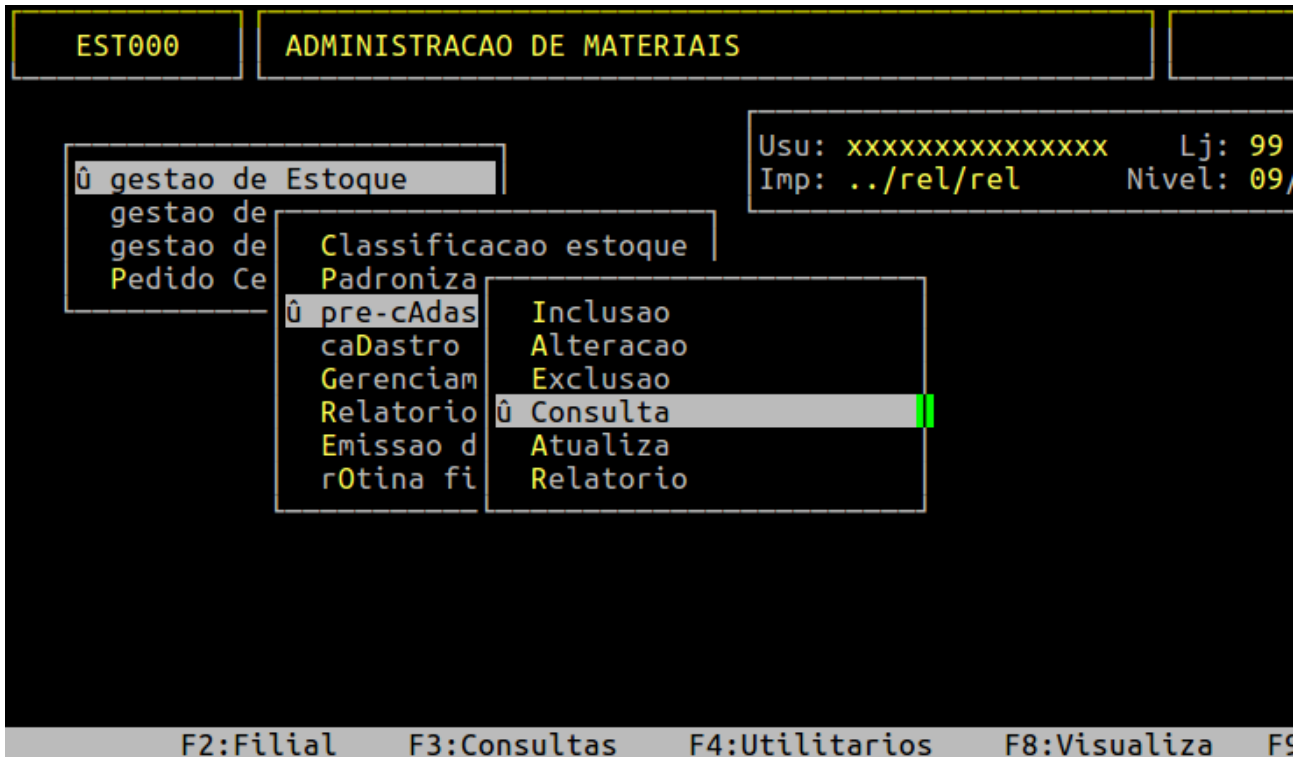 EST000 ADMINISTRACAO DE MATERIAIS
Usu: xxxxxxxxxxxxxxx Lj: 99
Imp: ../rel/rel Nivel: 09/
û gestao de Estoque
gestao de
gestao de
Pedido Ce
Classificacao estoque
Padroniza
û pre-cAdas
caDastro
Gerenciam
Relatorio
Emissao d
rOtina fi
Inclusao
Alteracao
Exclusao
û Consulta
Atualiza
Relatorio
F2:Filial F3:Consultas F4:Utilitarios F8:Visualiza F9